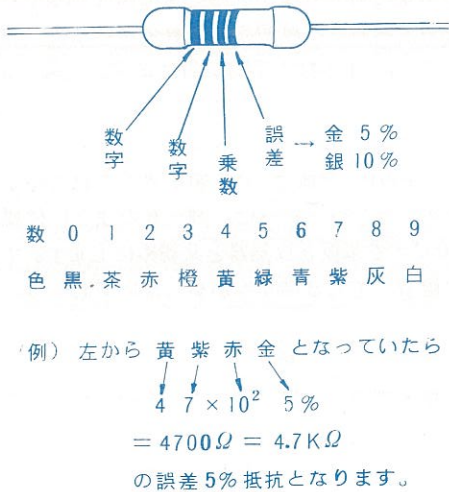 数字 数字 乗数 誤差 → 金 5%
銀 10%
数 0 1 2 3 4 5 6 7 8 9
色 黒.茶 赤 橙 黄 緑 青 紫 灰 白
例) 左から 黄 紫 赤 金 となっていたら
4 7 × 10² 5%
= 4700Ω = 4.7KΩ
の誤差5%抵抗となります。